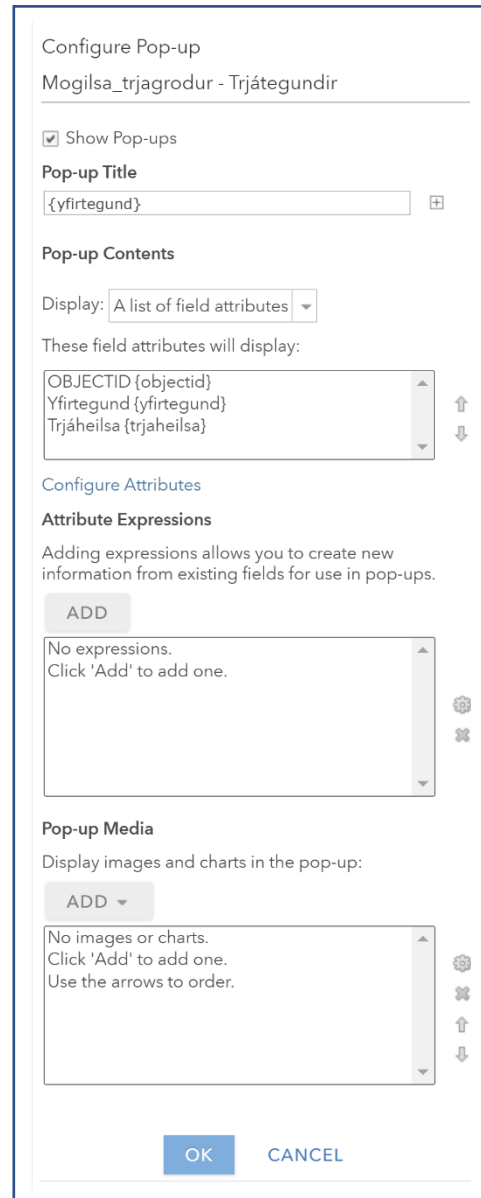 Configure Pop-up
Mogilsa_trjagrodur - Trjátegundir
Show Pop-ups
Pop-up Title
{yfirtegund}
Pop-up Contents
Display: A list of field attributes
These field attributes will display:
OBJECTID {objectid}
Yfirtegund {yfirtegund}
Trjáheilsa {trjaheilsa}
Configure Attributes
Attribute Expressions
Adding expressions allows you to create new
information from existing fields for use in pop-ups.
ADD
No expressions.
Click 'Add' to add one.
Pop-up Media
Display images and charts in the pop-up:
ADD
No images or charts.
Click 'Add' to add one.
Use the arrows to order.
OK CANCEL